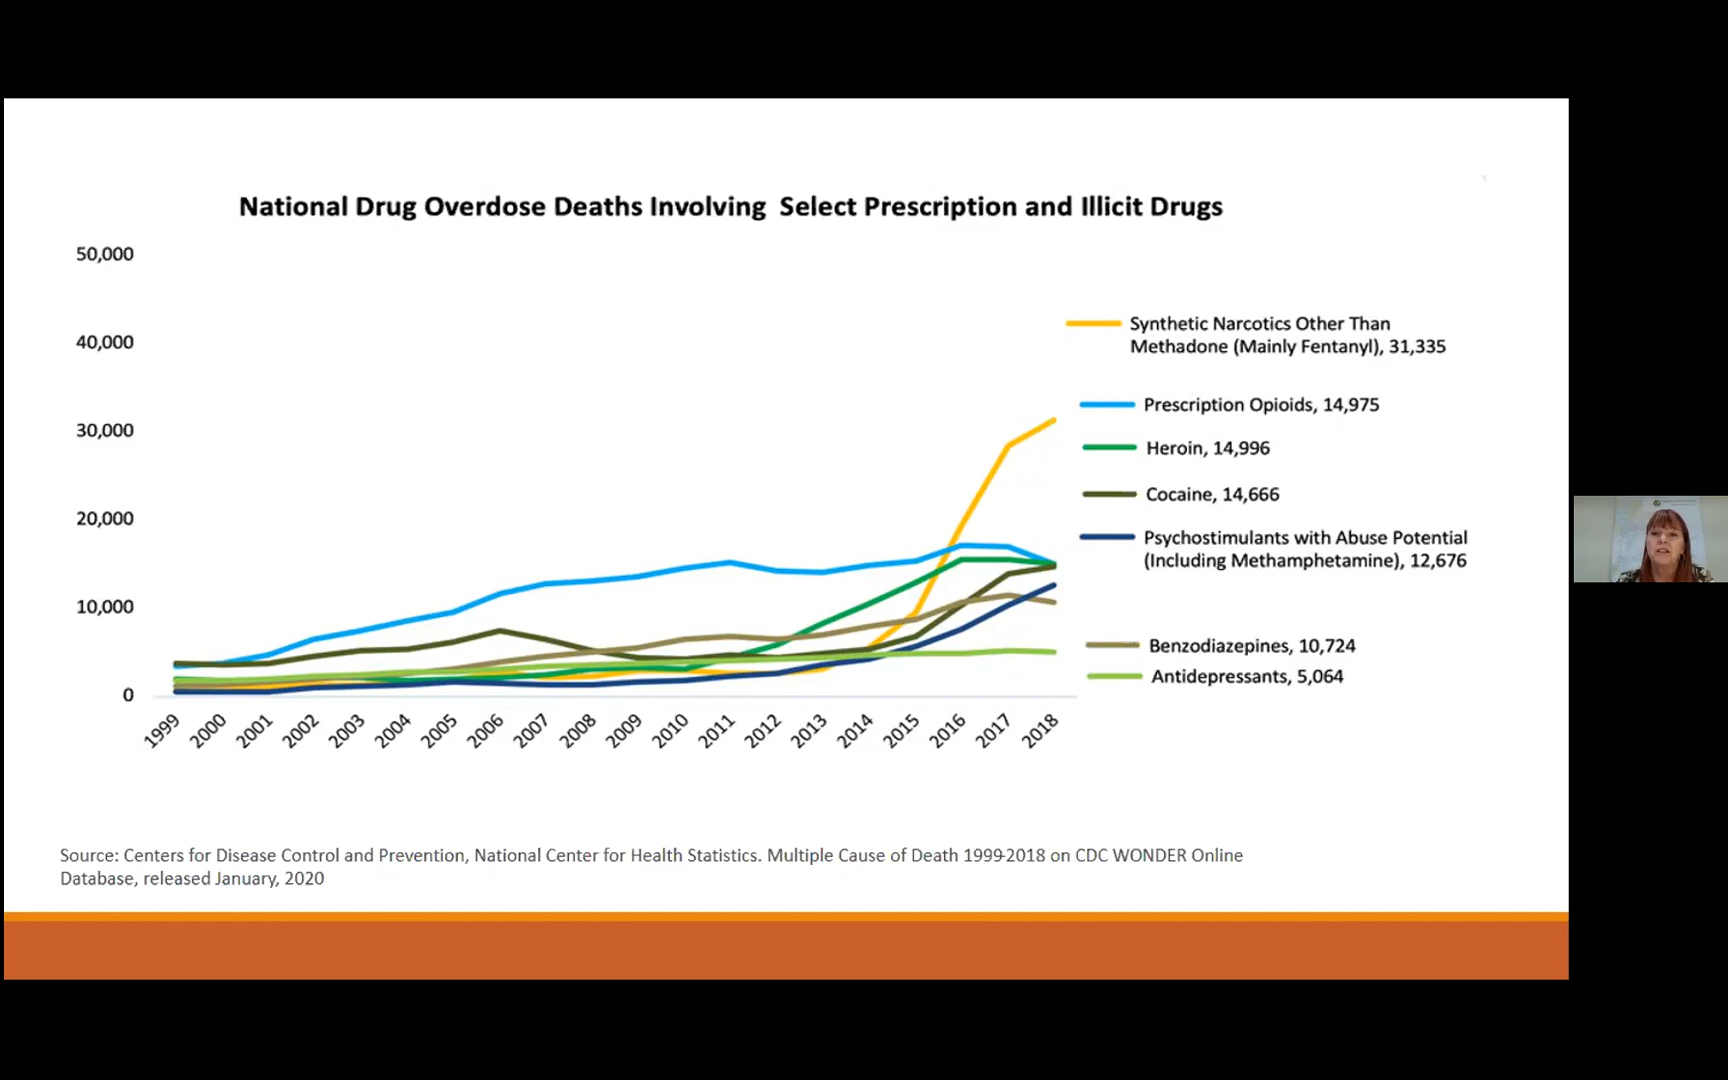 National Drug Overdose Deaths Involving Select Prescription and Illicit Drugs
50,000
40,000
30,000
20,000
10,000
0
1999
2000
2001
2002
2003
2004
2005
2006
2007
2008
2009
2010
2011
2012
2013
2014
2015
2016
2017
2018
Synthetic Narcotics Other Than
Methadone (Mainly Fentanyl), 31,335
Prescription Opioids, 14,975
Heroin, 14,996
Cocaine, 14,666
Psychostimulants with Abuse Potential
(Including Methamphetamine), 12,676
Benzodiazepines, 10,724
Antidepressants, 5,064
Source: Centers for Disease Control and Prevention, National Center for Health Statistics. Multiple Cause of Death 1999-2018 on CDC WONDER Online
Database, released January, 2020